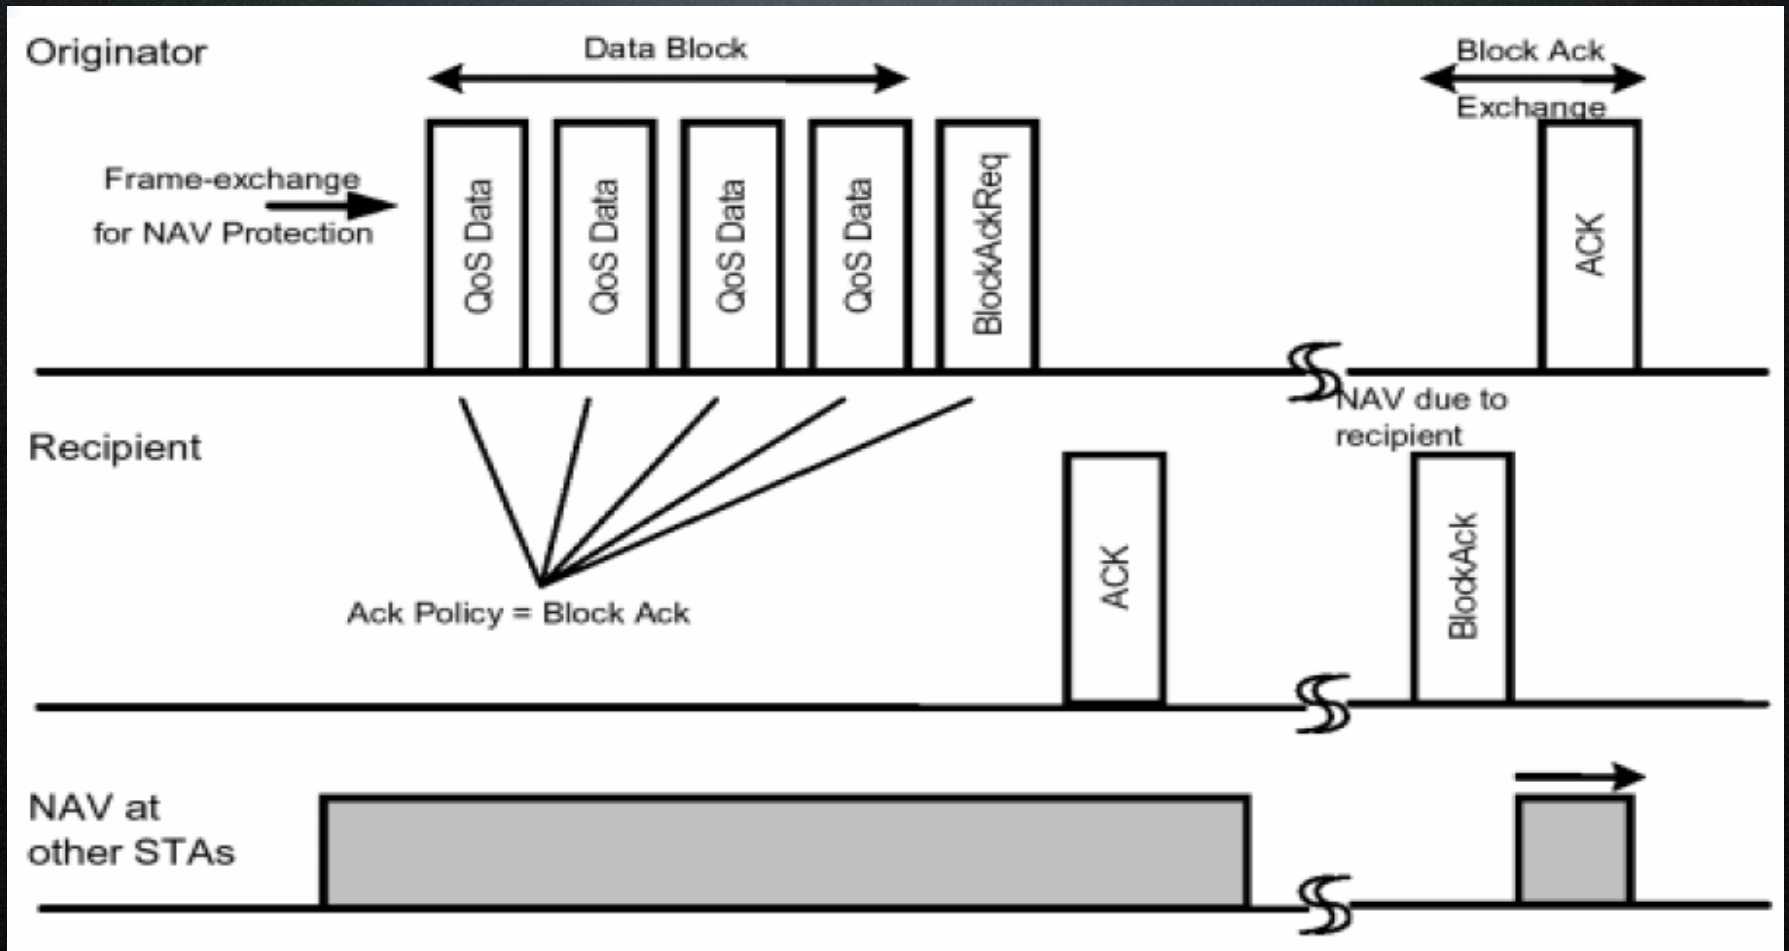 Originator
Data Block
Block Ack
Exchange
Frame-exchange
for NAV Protection
QoS Data
QoS Data
QoS Data
QoS Data
BlockAckReq
ACK
NAV due to
recipient
Recipient
ACK
BlockAck
Ack Policy = Block Ack
NAV at
other STAs